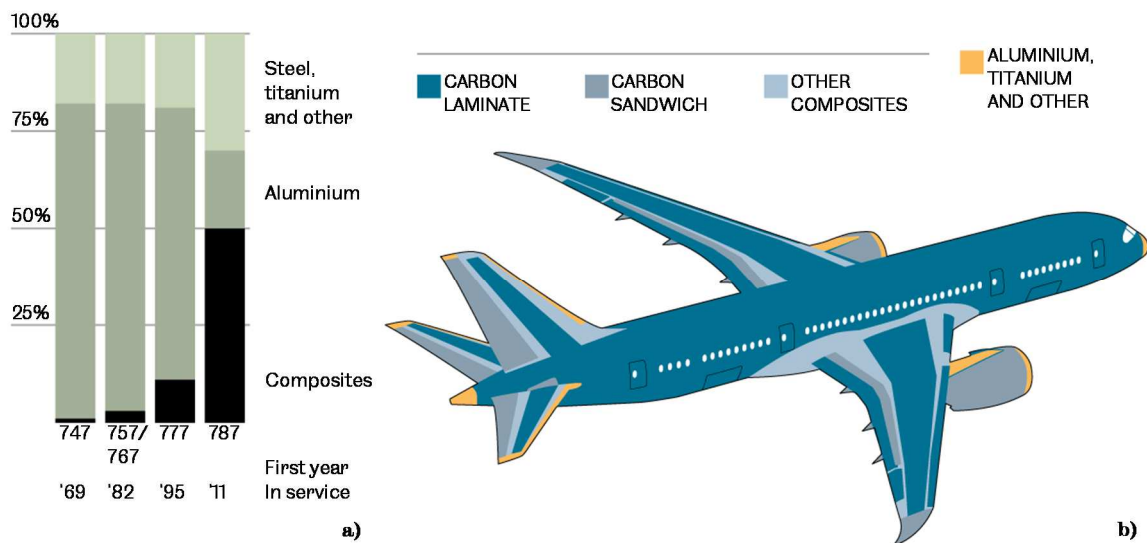 100%
75%
50%
25%
Steel,
titanium
and other
Aluminium
Composites
747
757/
767
777
787
First year
In service
'69
'82
'95
'11
a)
CARBON
LAMINATE
CARBON
SANDWICH
OTHER
COMPOSITES
ALUMINIUM,
TITANIUM
AND OTHER
b)